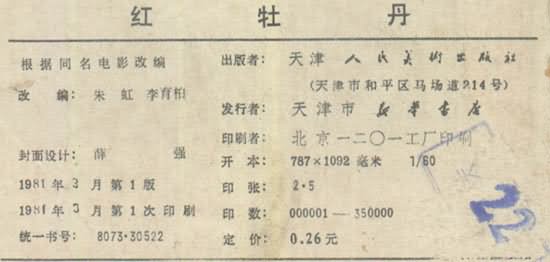 红牡丹
根据同名电影改编
改 编：朱 虹 李育柏
封面设计：薛 强
1981年2月第1版
1981年3月第1次印刷
统一书号：8073·30522
出版者：天津人民美术出版社
（天津市和平区马场道214号）
发行者：天津市新华书店
印刷者：北京一二〇一工厂印刷
开 本：787×1092毫米 1/60
印 张：2·5
印 数：000001—350000
定 价：0.26元
22